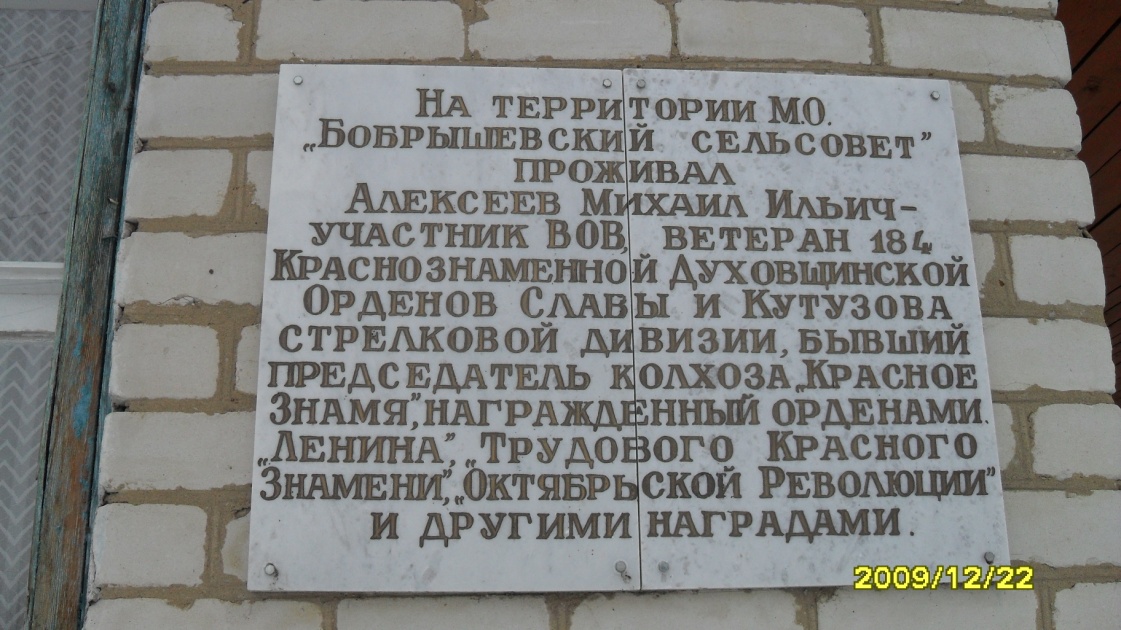 На территории М.О.
„Бобрышевский сельсовет”
проживал
Алексеев Михаил Ильич-
участник ВОВ, ветеран 184
Краснознаменной Духовщинской
Орденов Славы и Кутузова
стрелковой дивизии, бывший
председатель колхоза „Красное
Знамя”, награжденный орденами.
„Ленина”, „Трудового Красного
„Знамени”, „Октябрьской Революции”
и другими наградами.
2009/12/22